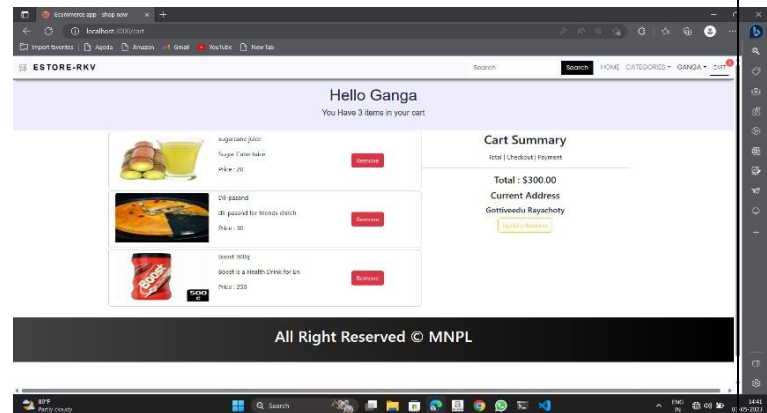 Ecommerce app - shop now
localhost:3000/cart
Import favorites Agoda Amazon Gmail YouTube New Tab
ESTORE-RKV
Search Search HOME CATEGORIES GANGA CART
Hello Ganga
You Have 3 items in your cart
sugarcane juice
Sugar Cane Juice
Price : 20
Remove
Dil-pasand
dil-pasand for friends chitch
Remove
Boost 500g
Boost is a Health Drink for En
Remove
BOOST
500
Cart Summary
Total | Checkout | Payment
Total : $300.00
Current Address
Gottiveedu Rayachoty
Update Address
All Right Reserved © MNPL
80°F
Partly cloudy
Search
ENG
IN
14:41